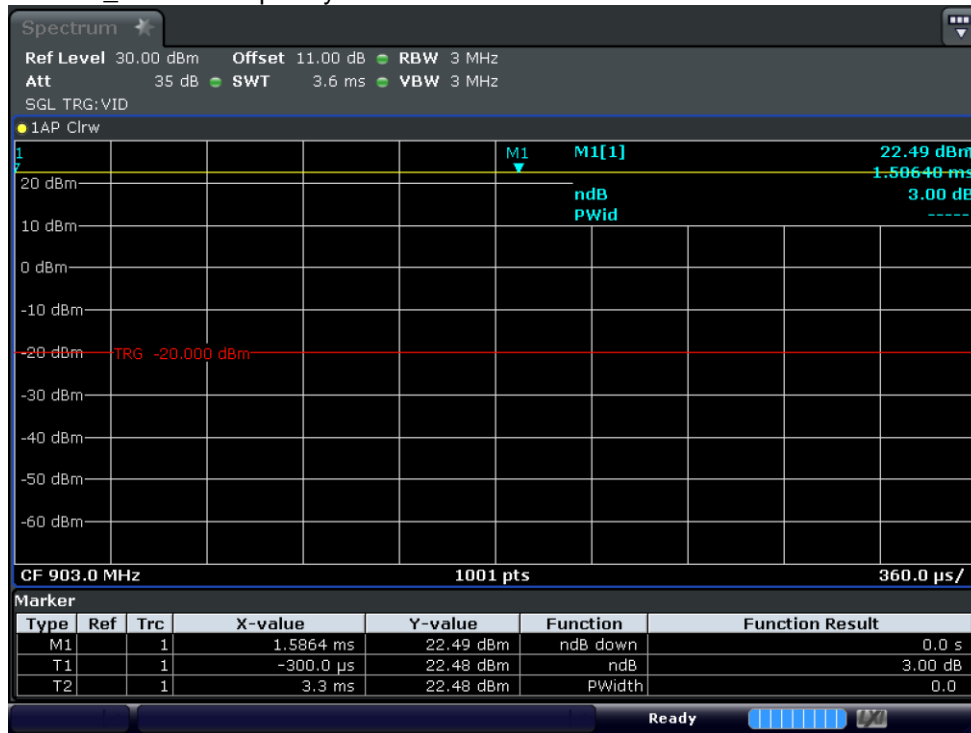 Spectrum
Ref Level 30.00 dBm Offset 11.00 dB RBW 3 MHz
Att 35 dB SWT 3.6 ms VBW 3 MHz
SGL TRG:VID
1AP Clrw
1 M1 M1[1] 22.49 dBm
1.58640 ms
20 dBm
ndB 3.00 dB
PWid -----
10 dBm
0 dBm
-10 dBm
-20 dBm TRG -20.000 dBm
-30 dBm
-40 dBm
-50 dBm
-60 dBm
CF 903.0 MHz 1001 pts 360.0 µs/
Marker
Type Ref Trc X-value Y-value Function Function Result
M1 1 1.5864 ms 22.49 dBm ndB down 0.0 s
T1 1 -300.0 µs 22.48 dBm ndB 3.00 dB
T2 1 3.3 ms 22.48 dBm PWidth 0.0
Ready